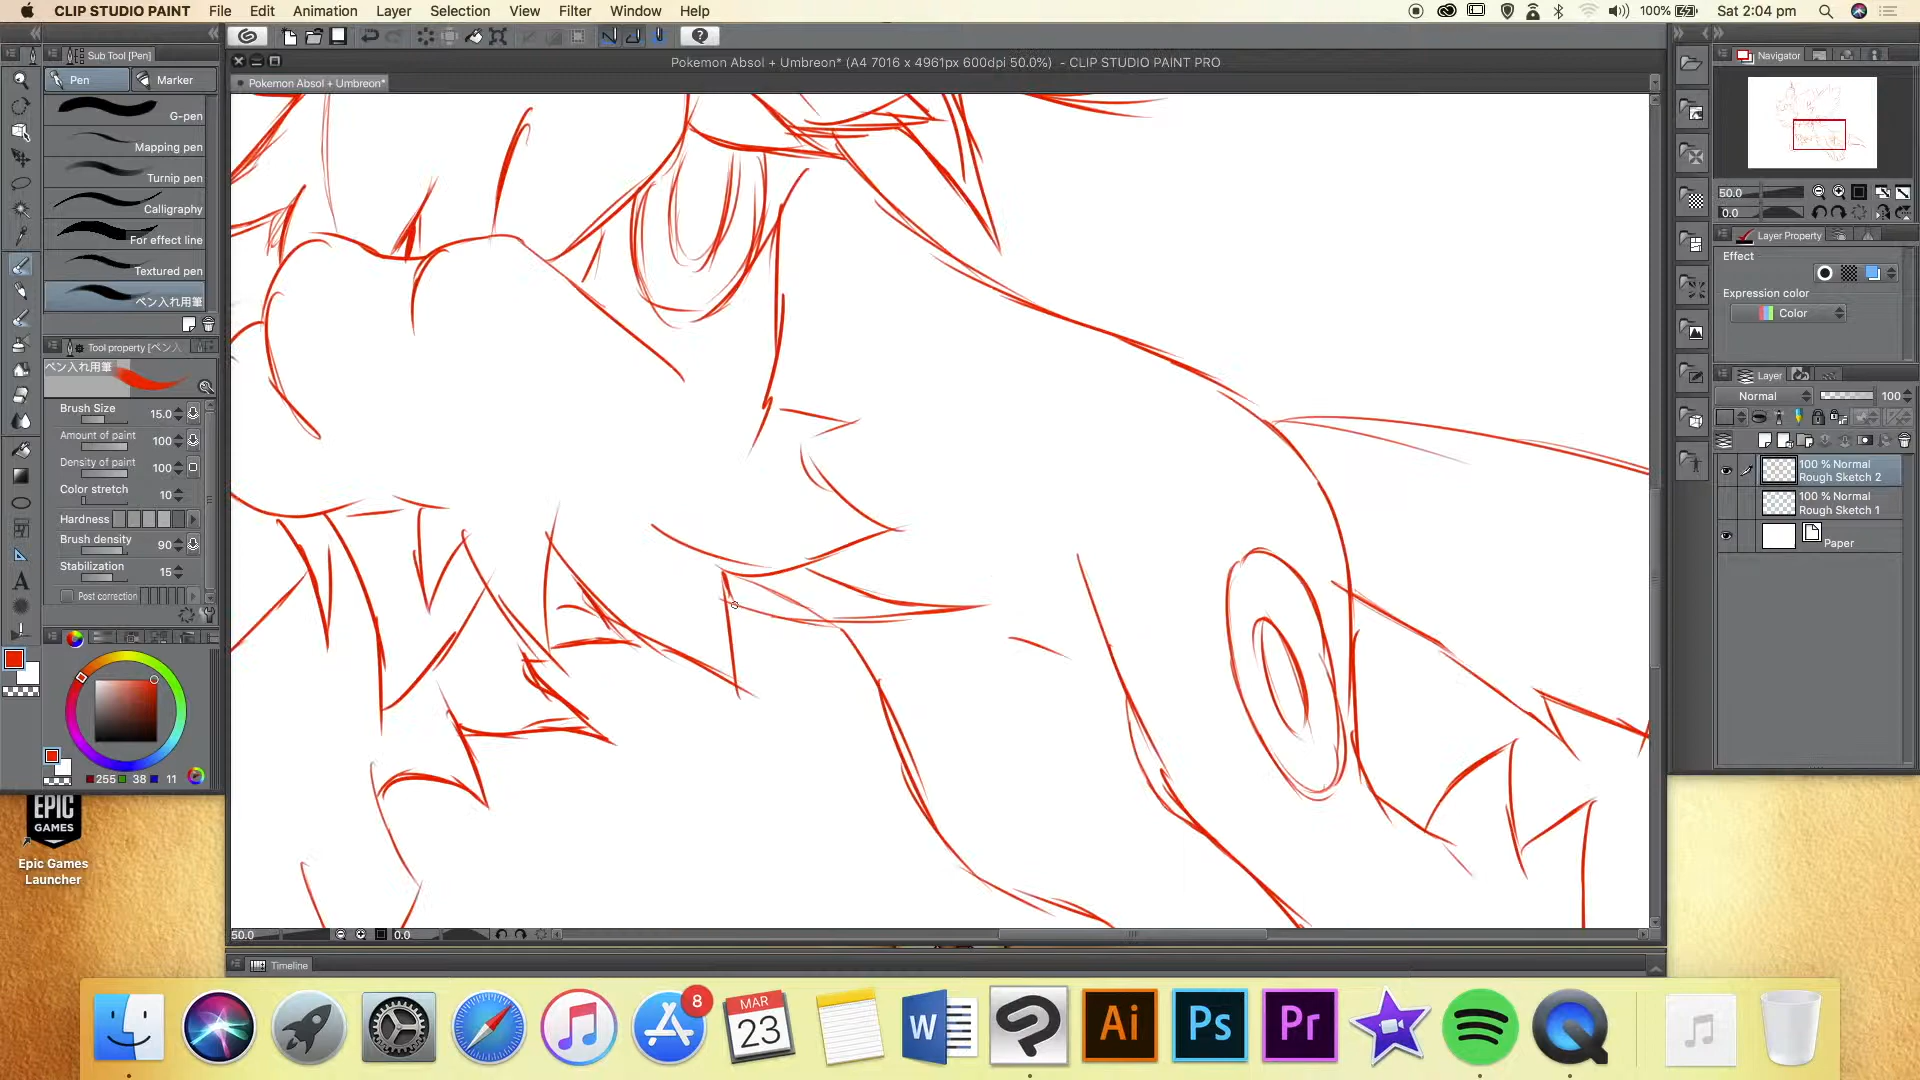 CLIP STUDIO PAINT File Edit Animation Layer Selection View Filter Window Help 100% Sat 2:04 pm
Sub Tool [Pen]
Pokemon Absol + Umbreon* (A4 7016 x 4961px 600dpi 50.0%) - CLIP STUDIO PAINT PRO
Navigator
Pen Marker
Pokemon Absol + Umbreon*
G-pen
Mapping pen
Turnip pen
Calligraphy
For effect line
Textured pen
ペン入れ用筆
50.0
0.0
Layer Property
Effect
Expression color
Color
Tool property [ペン入
ペン入れ用筆
Brush Size 15.0
Amount of paint 100
Density of paint 100
Color stretch 10
Hardness
Brush density 90
Stabilization 15
Post correction
Layer
Normal 100
100 % Normal
Rough Sketch 2
100 % Normal
Rough Sketch 1
Paper
255 38 11
EPIC
GAMES
Epic Games
Launcher
50.0 0.0
Timeline
8
MAR
23
W
Ai
Ps
Pr